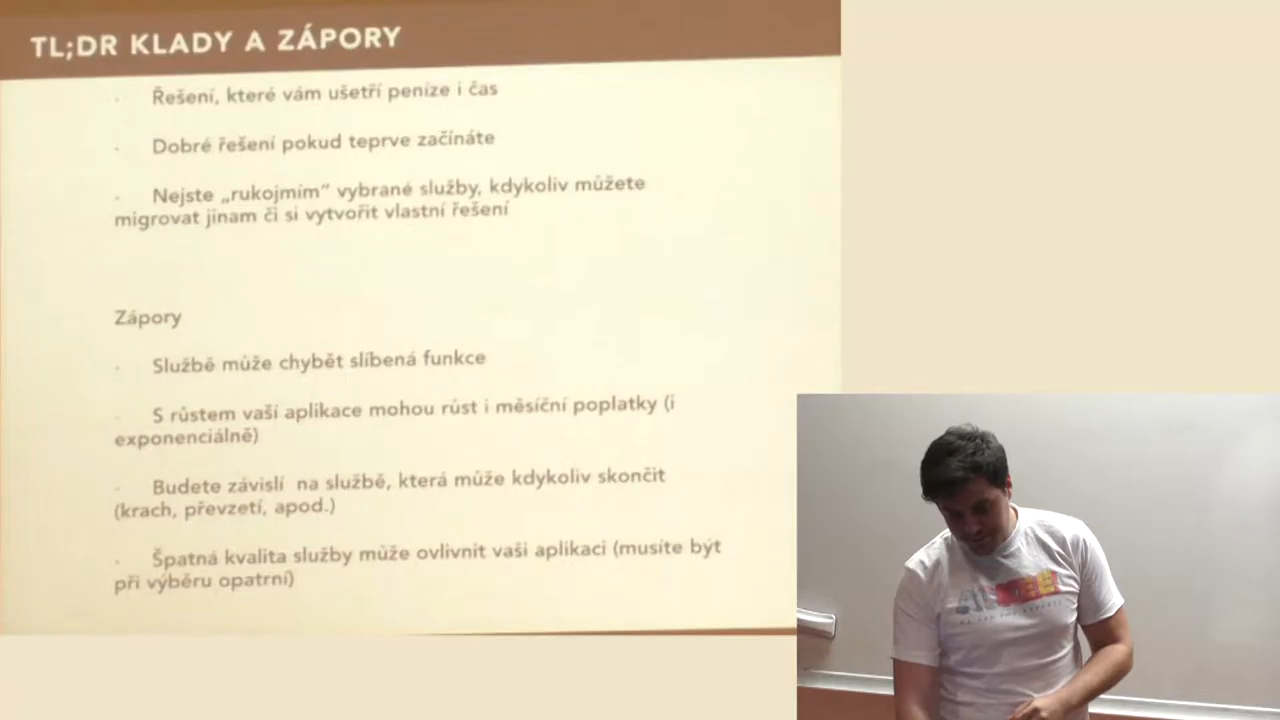 TL;DR KLADY A ZÁPORY
· Řešení, které vám ušetří peníze i čas
· Dobré řešení pokud teprve začínáte
· Nejste „rukojmím“ vybrané služby, kdykoliv můžete
migrovat jinam či si vytvořit vlastní řešení
Zápory
· Službě může chybět slíbená funkce
· S růstem vaší aplikace mohou růst i měsíční poplatky (i
exponenciálně)
· Budete závislí na službě, která může kdykoliv skončit
(krach, převzetí, apod.)
· Špatná kvalita služby může ovlivnit vaši aplikaci (musíte být
při výběru opatrní)